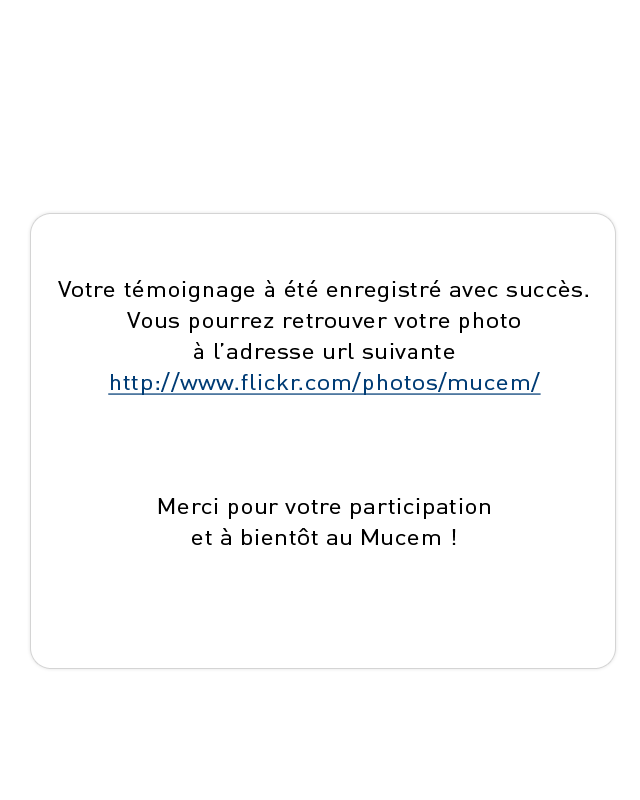 Votre témoignage à été enregistré avec succès.
Vous pourrez retrouver votre photo
à l’adresse url suivante
http://www.flickr.com/photos/mucem/
Merci pour votre participation
et à bientôt au Mucem !